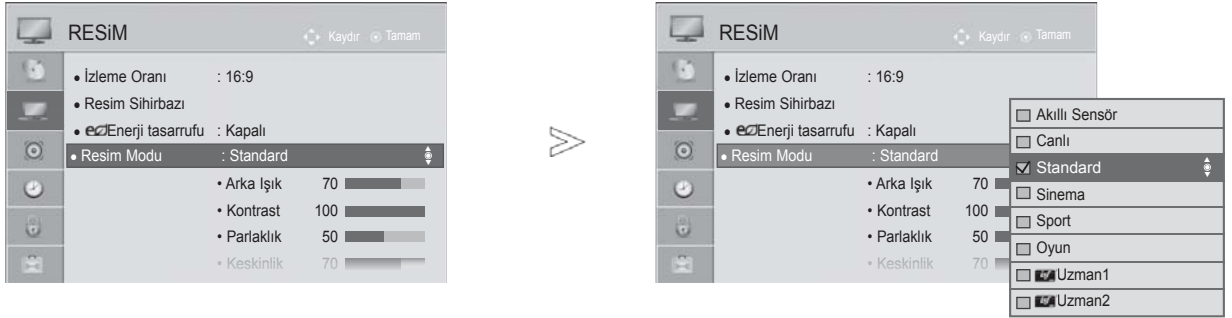 RESiM
Kaydır Tamam
• İzleme Oranı : 16:9
• Resim Sihirbazı
• eco Enerji tasarrufu : Kapalı
• Resim Modu : Standard
• Arka Işık 70
• Kontrast 100
• Parlaklık 50
• Keskinlik 70
>
RESiM
Kaydır Tamam
• İzleme Oranı : 16:9
• Resim Sihirbazı
• eco Enerji tasarrufu : Kapalı
• Resim Modu : Standard
• Arka Işık 70
• Kontrast 100
• Parlaklık 50
• Keskinlik 70
Akıllı Sensör
Canlı
Standard
Sinema
Sport
Oyun
Uzman1
Uzman2